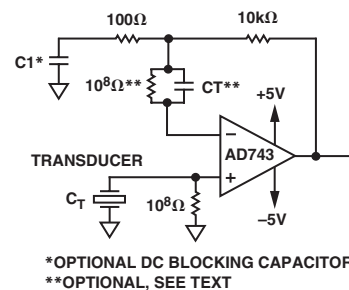 100Ω
10kΩ
C1*
10⁸Ω**
CT**
+5V
AD743
TRANSDUCER
C_T
10⁸Ω
–5V
*OPTIONAL DC BLOCKING CAPACITOR
**OPTIONAL, SEE TEXT